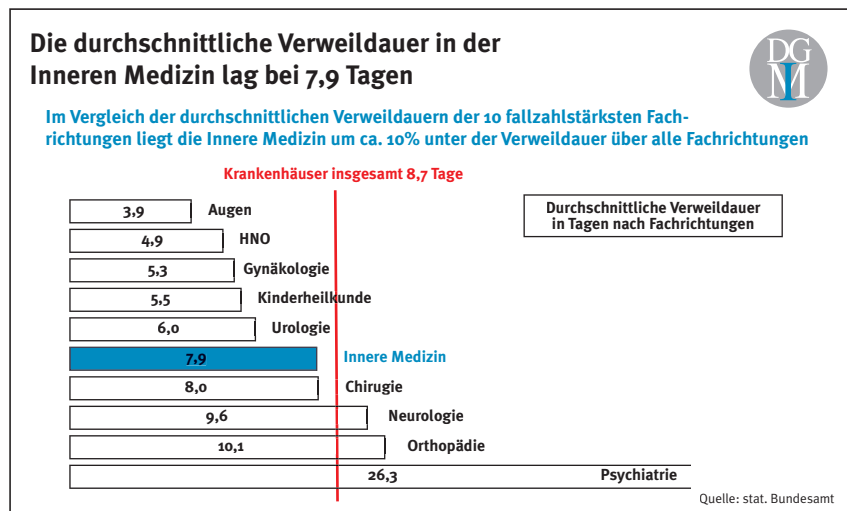 Die durchschnittliche Verweildauer in der
Inneren Medizin lag bei 7,9 Tagen
DG
IM
Im Vergleich der durchschnittlichen Verweildauern der 10 fallzahlstärksten Fach-
richtungen liegt die Innere Medizin um ca. 10% unter der Verweildauer über alle Fachrichtungen
Krankenhäuser insgesamt 8,7 Tage
Durchschnittliche Verweildauer
in Tagen nach Fachrichtungen
3,9 Augen
4,9 HNO
5,3 Gynäkologie
5,5 Kinderheilkunde
6,0 Urologie
7,9 Innere Medizin
8,0 Chirugie
9,6 Neurologie
10,1 Orthopädie
26,3 Psychiatrie
Quelle: stat. Bundesamt